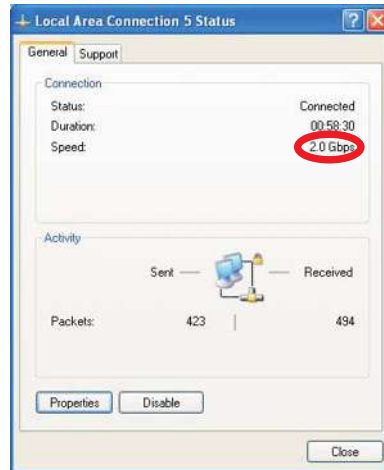 Local Area Connection 5 Status
General Support
Connection
Status: Connected
Duration: 00:58:30
Speed: 2.0 Gbps
Activity
Sent Received
Packets: 423 494
Properties Disable
Close